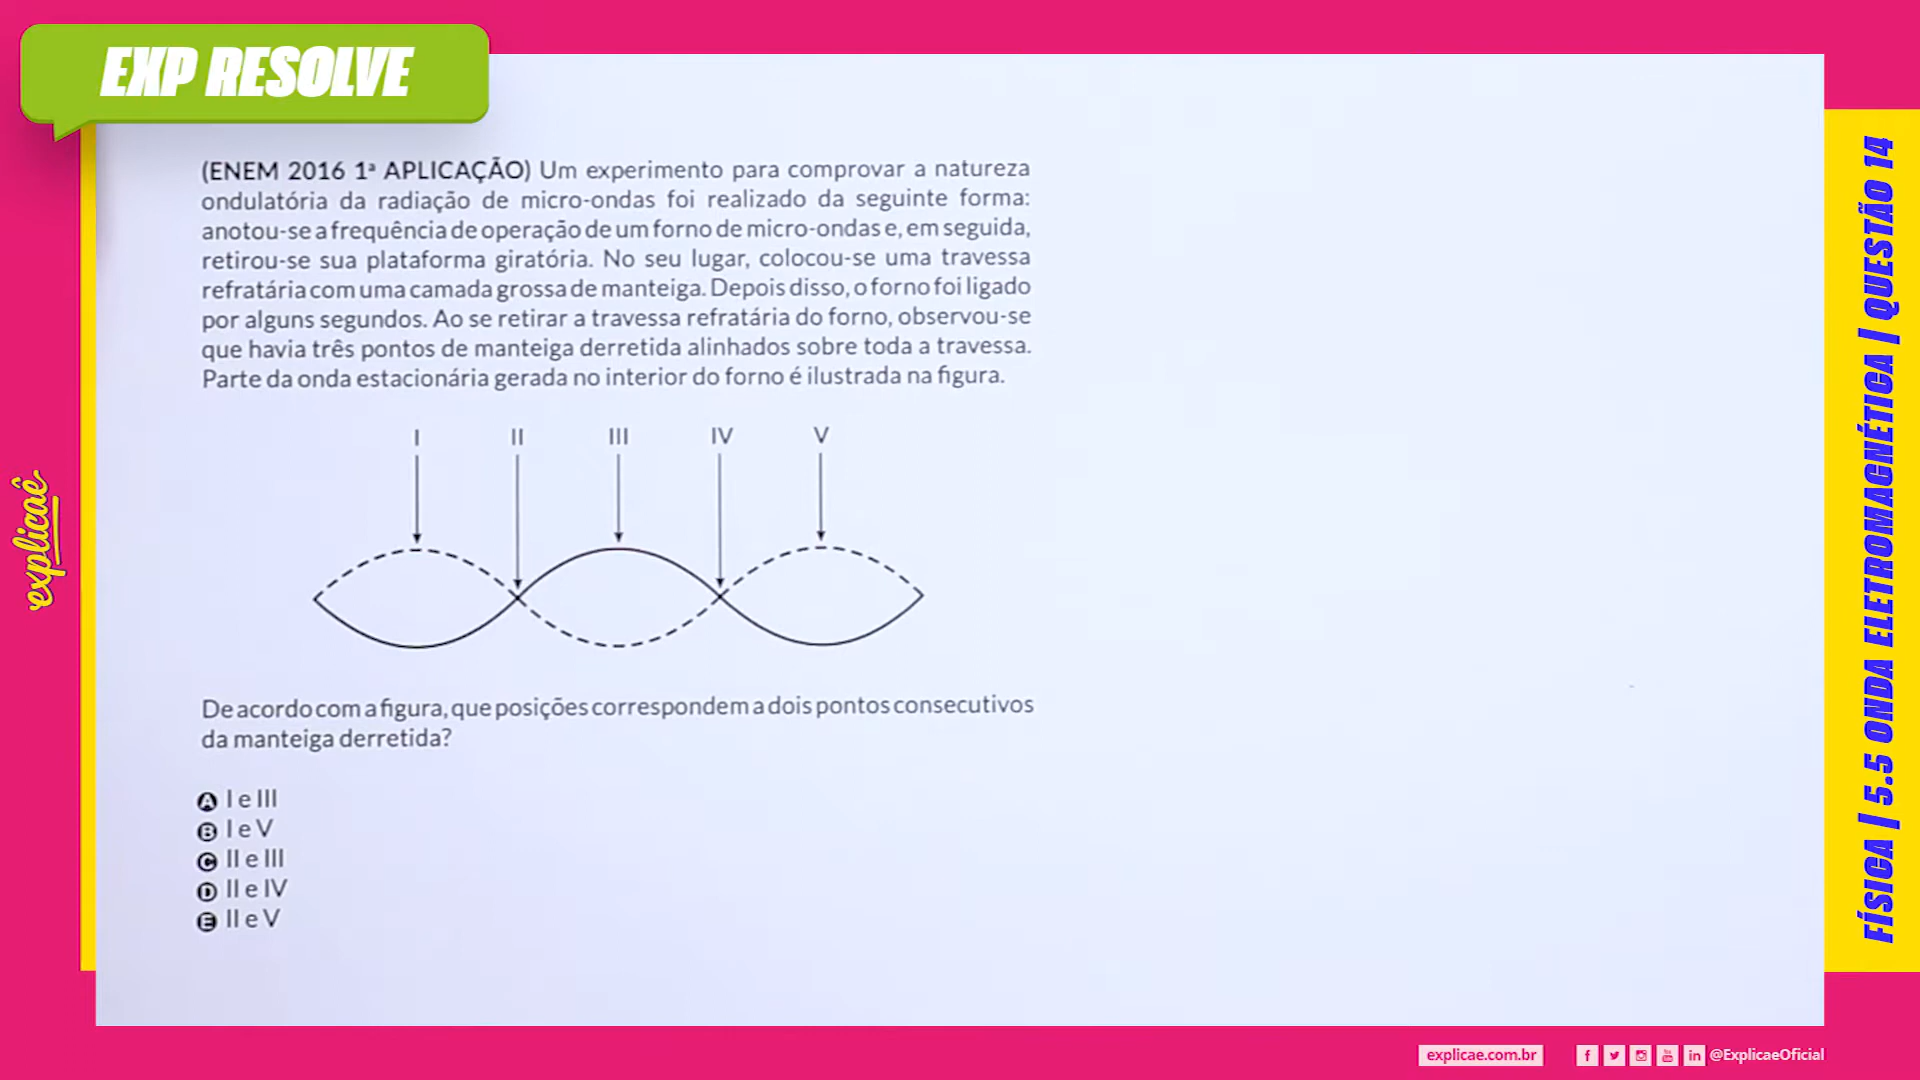 EXP RESOLVE
(ENEM 2016 1ª APLICAÇÃO) Um experimento para comprovar a natureza
ondulatória da radiação de micro-ondas foi realizado da seguinte forma:
anotou-se a frequência de operação de um forno de micro-ondas e, em seguida,
retirou-se sua plataforma giratória. No seu lugar, colocou-se uma travessa
refratária com uma camada grossa de manteiga. Depois disso, o forno foi ligado
por alguns segundos. Ao se retirar a travessa refratária do forno, observou-se
que havia três pontos de manteiga derretida alinhados sobre toda a travessa.
Parte da onda estacionária gerada no interior do forno é ilustrada na figura.
I II III IV V
De acordo com a figura, que posições correspondem a dois pontos consecutivos
da manteiga derretida?
A I e III
B I e V
C II e III
D II e IV
E II e V
explicaê
FÍSICA | 5.5 ONDA ELETROMAGNÉTICA | QUESTÃO 14
explicae.com.br
@ExplicaeOficial